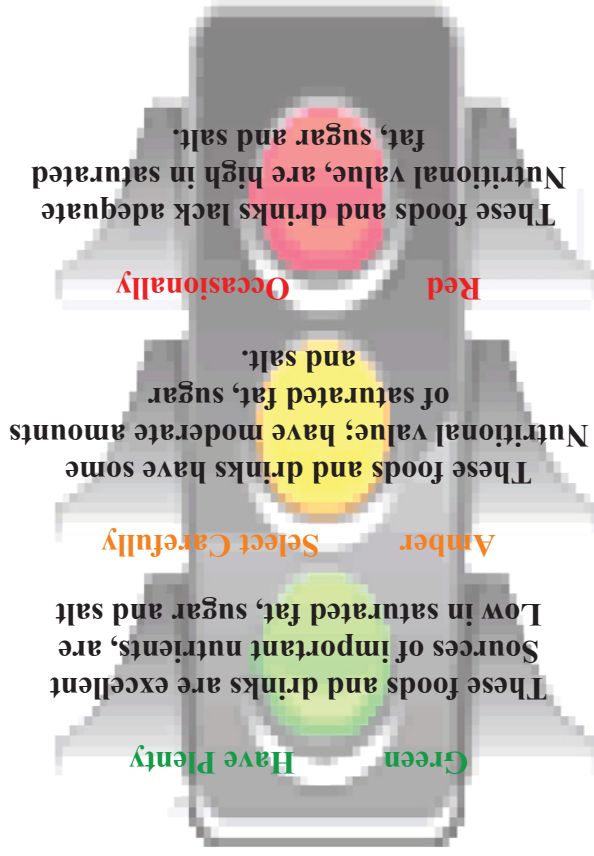 Green Have Plenty
These foods and drinks are excellent
Sources of important nutrients, are
Low in saturated fat, sugar and salt
Amber Select Carefully
These foods and drinks have some
Nutritional value; have moderate amounts
of saturated fat, sugar
and salt.
Red Occasionally
These foods and drinks lack adequate
Nutritional value, are high in saturated
fat, sugar and salt.